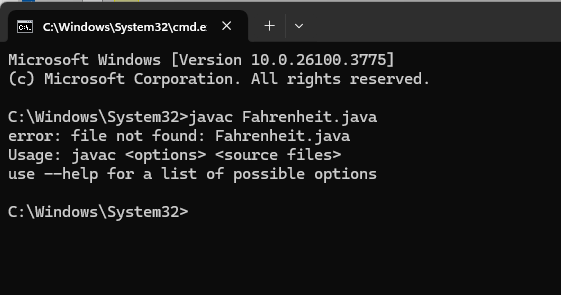 C:\Windows\System32\cmd.e
Microsoft Windows [Version 10.0.26100.3775]
(c) Microsoft Corporation. All rights reserved.
C:\Windows\System32>javac Fahrenheit.java
error: file not found: Fahrenheit.java
Usage: javac <options> <source files>
use --help for a list of possible options
C:\Windows\System32>